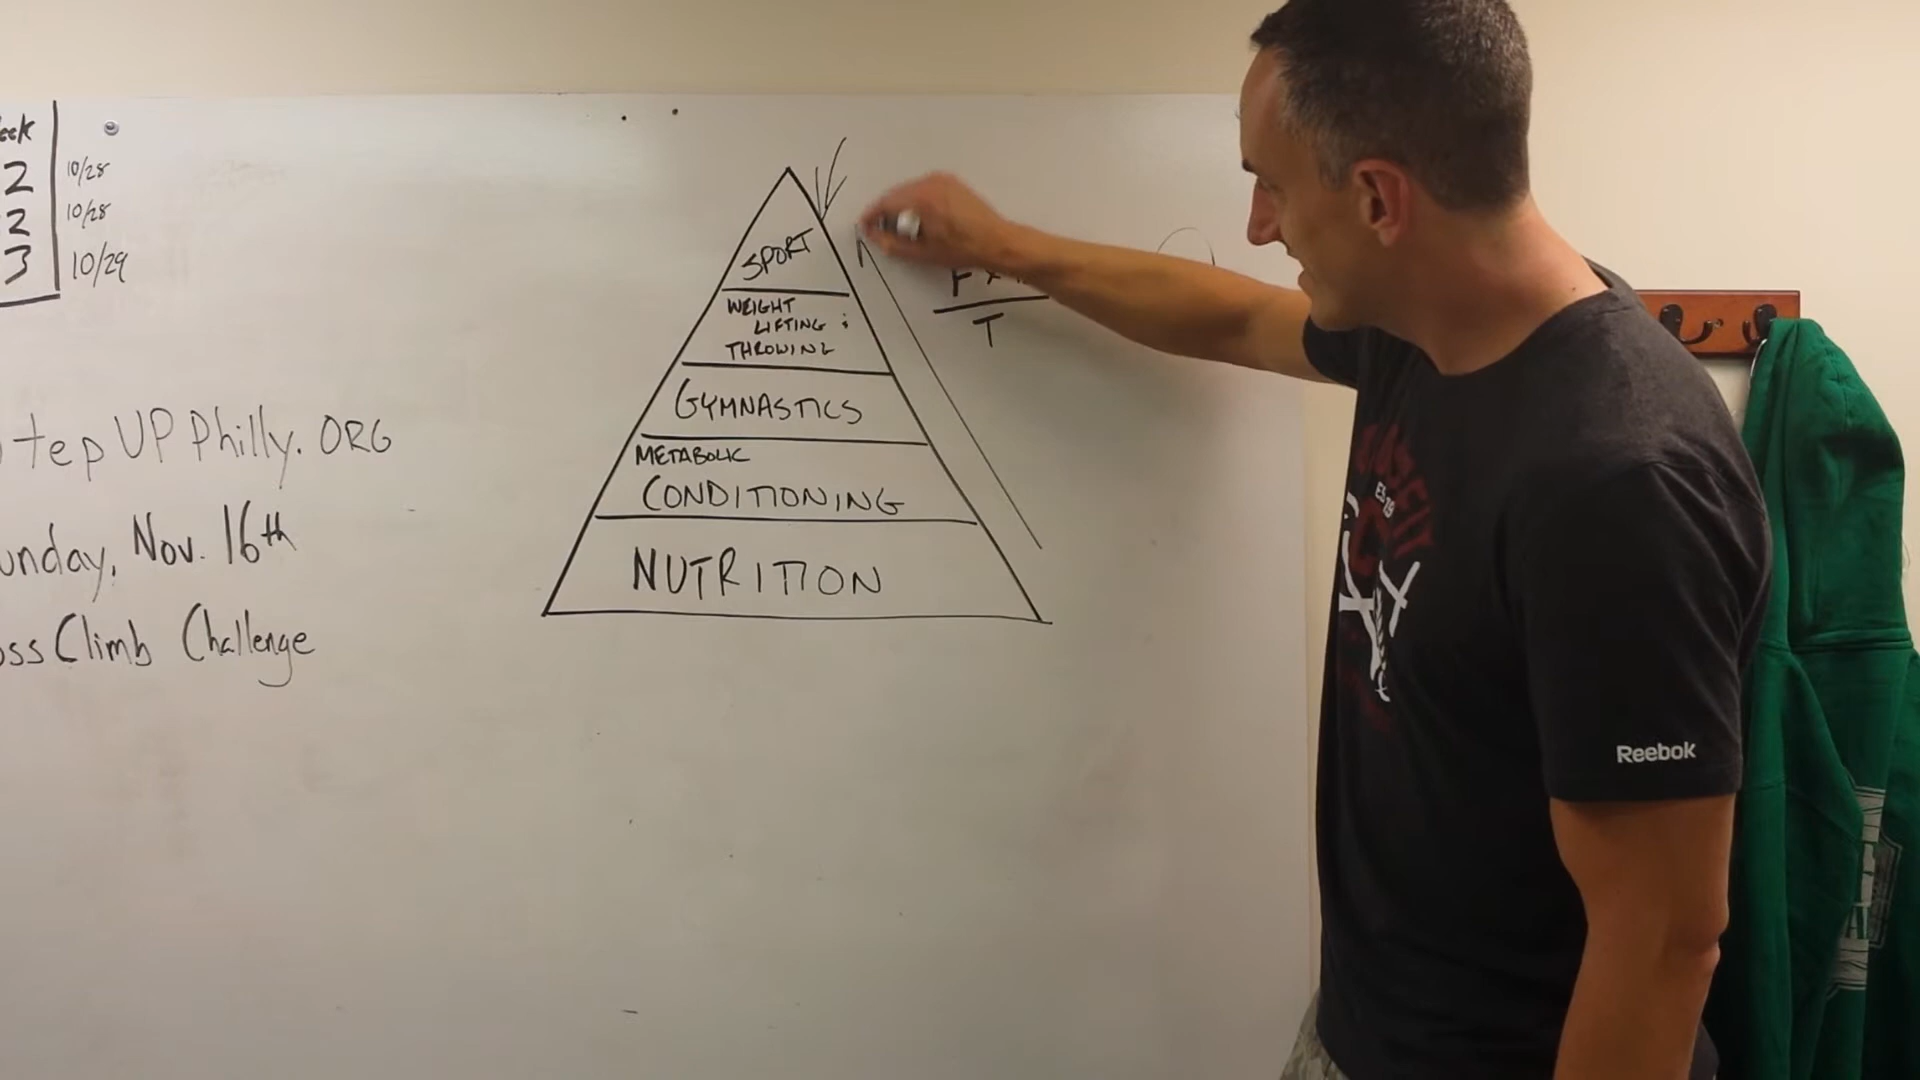 2 10/28
2 10/28
3 10/29
tep UP Philly. ORG
unday, Nov. 16th
oss Climb Challenge
SPORT
WEIGHT
LIFTING &
THROWING
GYMNASTICS
METABOLIC
CONDITIONING
NUTRITION
F X
T
Reebok